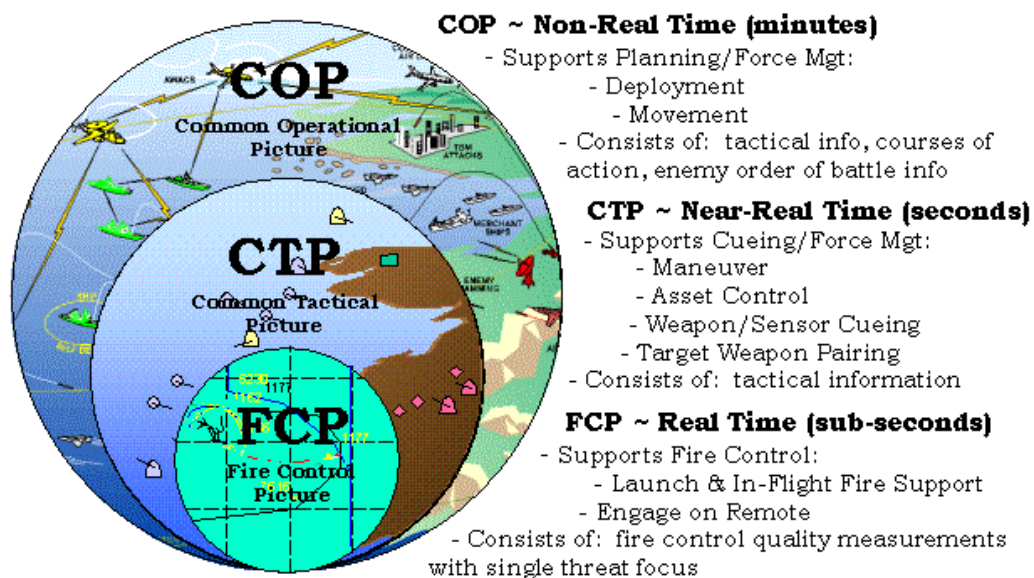 COP ~ Non-Real Time (minutes)
- Supports Planning/Force Mgt:
- Deployment
- Movement
- Consists of: tactical info, courses of
action, enemy order of battle info
CTP ~ Near-Real Time (seconds)
- Supports Cueing/Force Mgt:
- Maneuver
- Asset Control
- Weapon/Sensor Cueing
- Target Weapon Pairing
- Consists of: tactical information
FCP ~ Real Time (sub-seconds)
- Supports Fire Control:
- Launch & In-Flight Fire Support
- Engage on Remote
- Consists of: fire control quality measurements
with single threat focus
AWACS
COP
Common Operational
Picture
TBM
ATTACKS
MERCHANT
SHIPS
ENEMY
CTP
Common Tactical
Picture
6230
1177
1162
FCP
1177
Fire Control
Picture